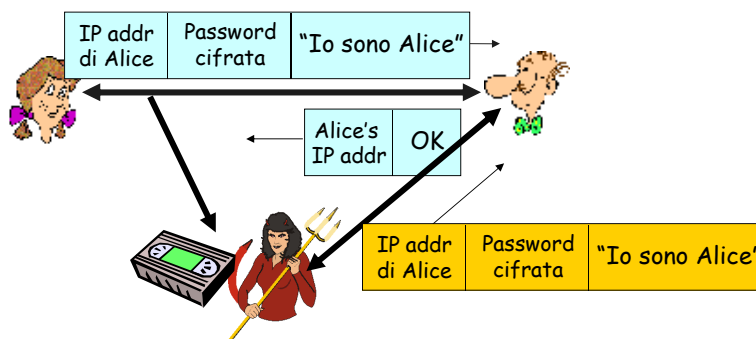 IP addr
di Alice
Password
cifrata
“Io sono Alice”
Alice’s
IP addr
OK
IP addr
di Alice
Password
cifrata
“Io sono Alice”